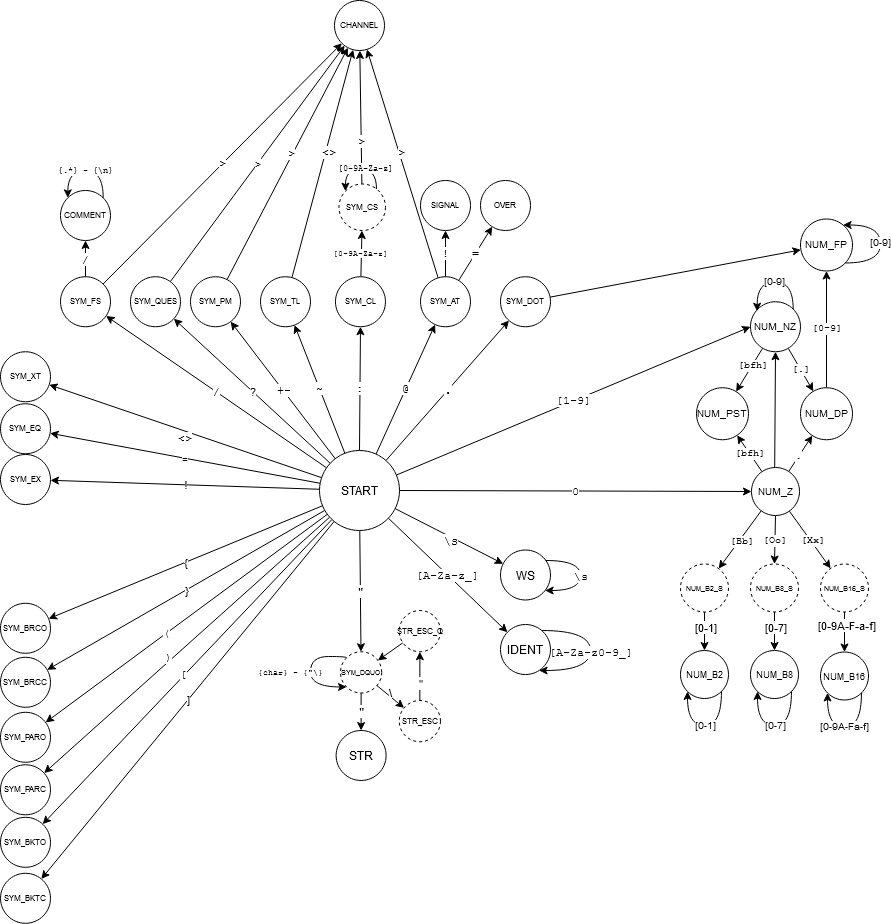 CHANNEL
>
>
>
<>
>
>
{.*} - {\n}
[0-9A-Za-z]
COMMENT
SYM_CS
SIGNAL
OVER
NUM_FP
[0-9]
/
[0-9A-Za-z]
!
=
[0-9]
SYM_FS
SYM_QUES
SYM_PM
SYM_TL
SYM_CL
SYM_AT
SYM_DOT
NUM_NZ
[0-9]
[bfh]
[.]
SYM_XT
/
?
+-
~
:
@
.
[1-9]
NUM_PST
NUM_DP
SYM_EQ
<>
=
[bfh]
.
SYM_EX
!
START
0
NUM_Z
\s
[Bb]
[Oo]
[Xx]
{
}
"
[A-Za-z_]
WS
\s
NUM_B2_S
NUM_B8_S
NUM_B16_S
SYM_BRCO
(
STR_ESC_Q
[0-1]
[0-7]
[0-9A-F-a-f]
)
IDENT
[A-Za-z0-9_]
SYM_BRCC
[
{char} - {"\}
SYM_DQUO
"
\
NUM_B2
NUM_B8
NUM_B16
]
"
STR_ESC
[0-1]
[0-7]
[0-9A-Fa-f]
SYM_PARO
STR
SYM_PARC
SYM_BKTO
SYM_BKTC